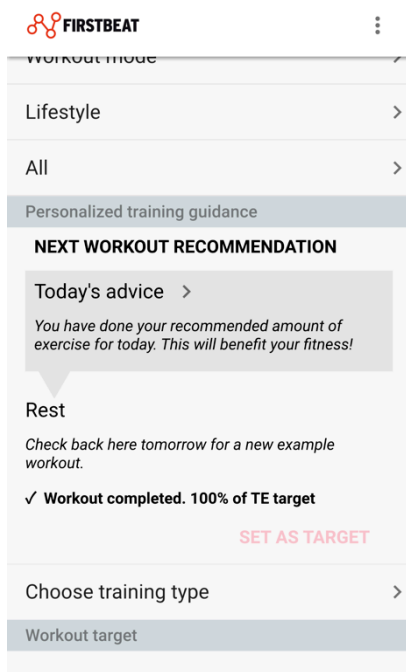 FIRSTBEAT
Workout mode
Lifestyle
All
Personalized training guidance
NEXT WORKOUT RECOMMENDATION
Today's advice
You have done your recommended amount of
exercise for today. This will benefit your fitness!
Rest
Check back here tomorrow for a new example
workout.
✓ Workout completed. 100% of TE target
SET AS TARGET
Choose training type
Workout target